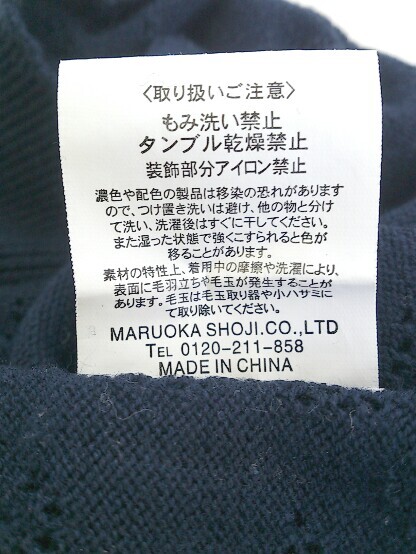 〈取り扱いご注意〉
もみ洗い禁止
タンブル乾燥禁止
装飾部分アイロン禁止
濃色や配色の製品は移染の恐れがあります
ので、つけ置き洗いは避け、他の物と分け
て洗い、洗濯後はすぐに干してください。
また湿った状態で強くこすられると色が
移ることがあります。
素材の特性上、着用中の摩擦や洗濯により、
表面に毛羽立ちや毛玉が発生することが
あります。毛玉は毛玉取り器や小ハサミに
て取り除いてください。
MARUOKA SHOJI.CO.,LTD
TEL 0120-211-858
MADE IN CHINA